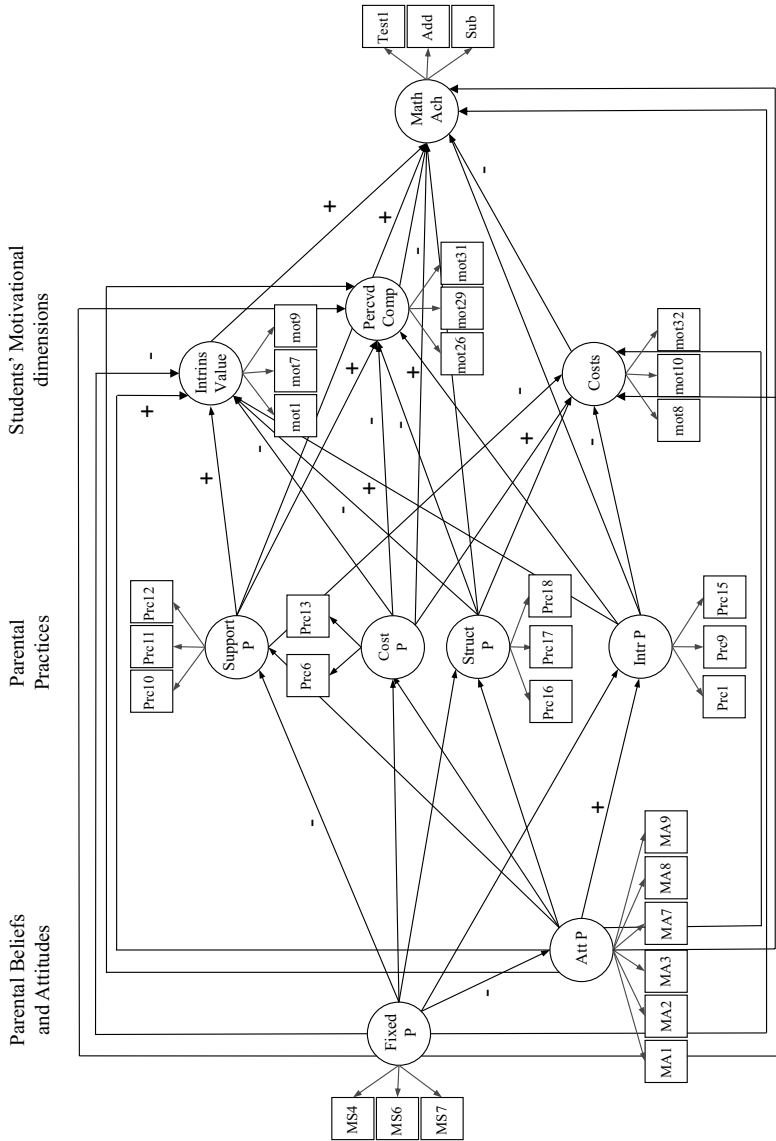 Parental Beliefs
and Attitudes
Parental
Practices
Students' Motivational
dimensions
MS4
MS6
MS7
Fixed
P
Att P
MA1
MA2
MA3
MA7
MA8
MA9
Support
P
Prc10
Prc11
Prc12
Cost
P
Prc6
Prc13
Struct
P
Prc16
Prc17
Prc18
Intr P
Prc1
Prc9
Prc15
Intrins
Value
mot1
mot7
mot9
Percvd
Comp
mot26
mot29
mot31
Costs
mot8
mot10
mot32
Math
Ach
Test1
Add
Sub
-
-
+
+
-
+
-
-
+
+
-
-
+
+
-
-
+
+
-
-